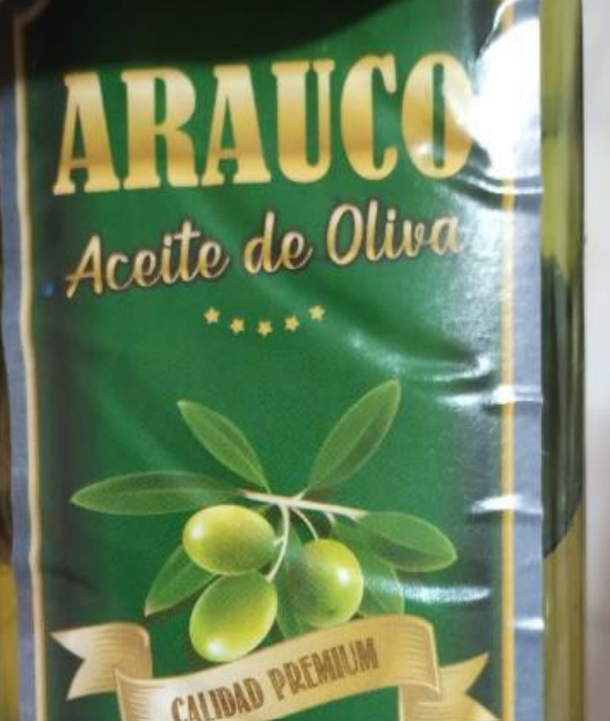 ARAUCO
Aceite de Oliva
CALIDAD PREMIUM